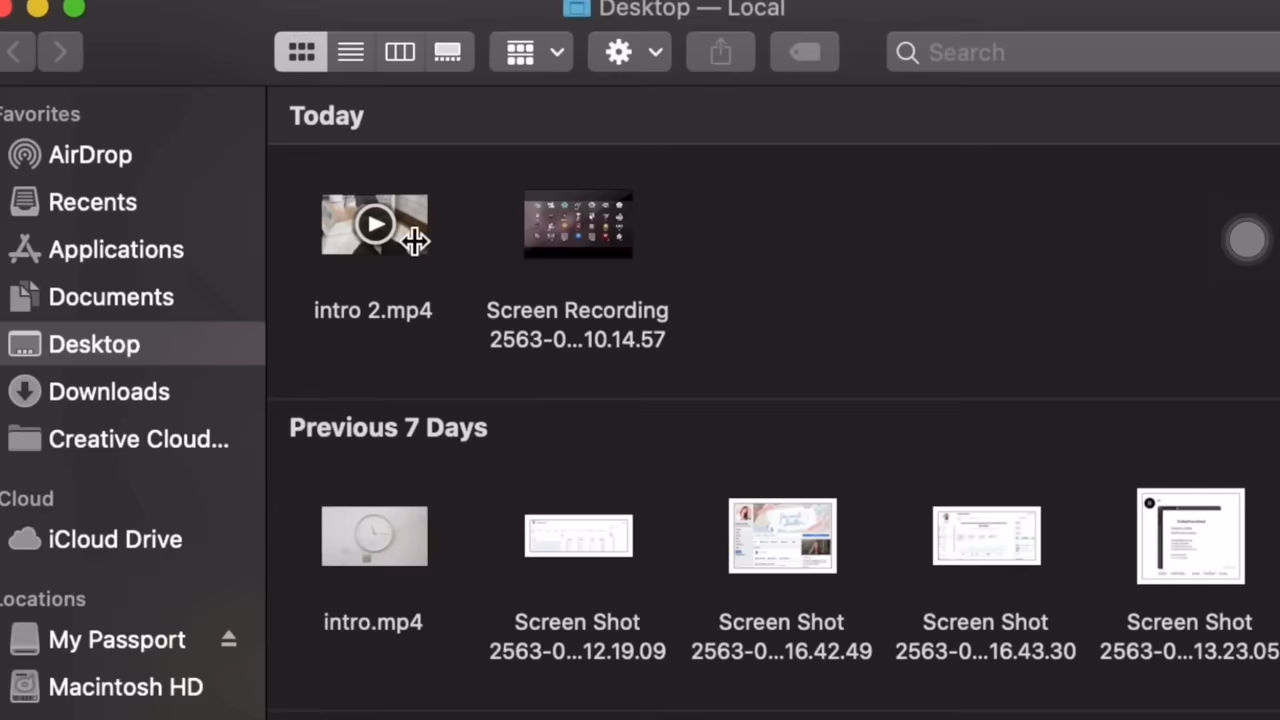 Desktop — Local
Search
Favorites
AirDrop
Recents
Applications
Documents
Desktop
Downloads
Creative Cloud...
iCloud
iCloud Drive
Locations
My Passport
Macintosh HD
Today
intro 2.mp4
Screen Recording
2563-0...10.14.57
Previous 7 Days
intro.mp4
Screen Shot
2563-0...12.19.09
Screen Shot
2563-0...16.42.49
Screen Shot
2563-0...16.43.30
Screen Shot
2563-0...13.23.05